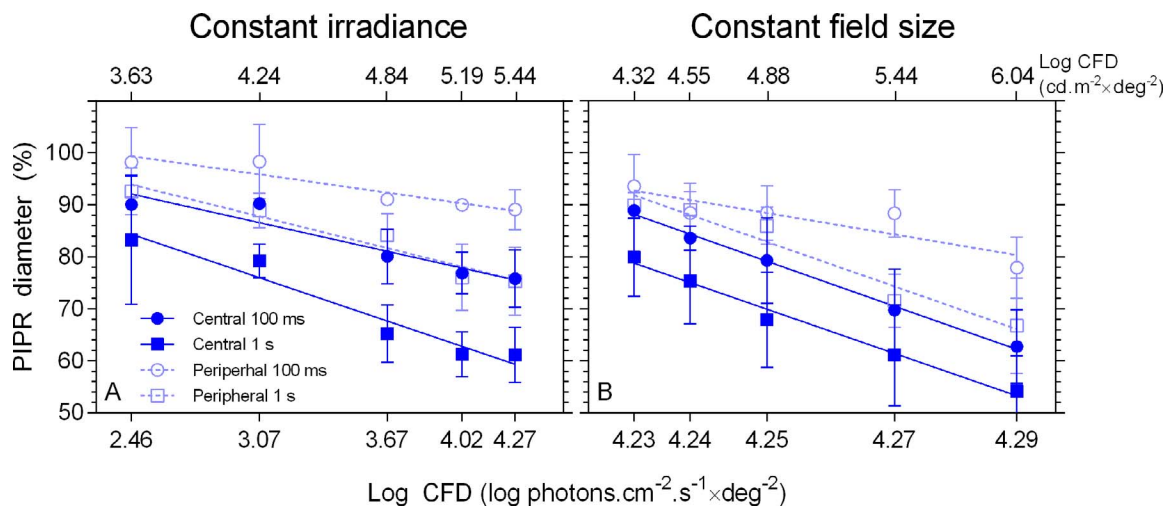 Constant irradiance
Constant field size
3.63 4.24 4.84 5.19 5.44
4.32 4.55 4.88 5.44 6.04
Log CFD
(cd.m⁻²×deg⁻²)
PIPR diameter (%)
100
90
80
70
60
50
Central 100 ms
Central 1 s
Periperhal 100 ms
Peripheral 1 s
A
B
2.46 3.07 3.67 4.02 4.27
4.23 4.24 4.25 4.27 4.29
Log CFD (log photons.cm⁻².s⁻¹×deg⁻²)